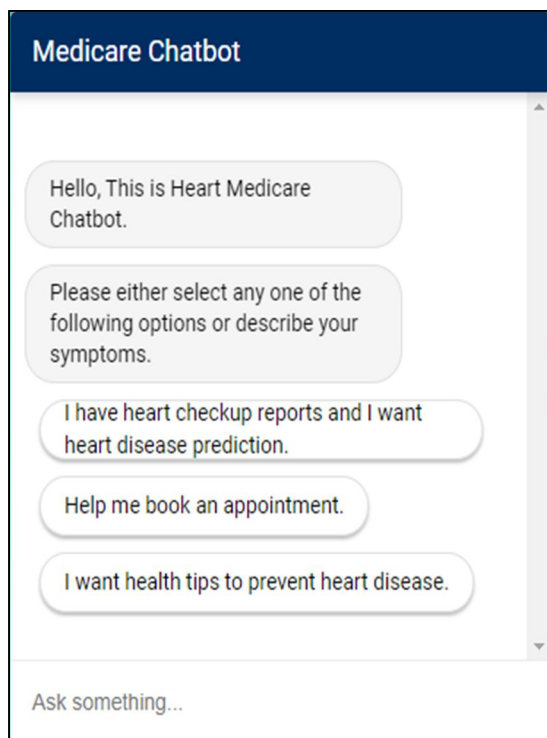 Medicare Chatbot
Hello, This is Heart Medicare
Chatbot.
Please either select any one of the
following options or describe your
symptoms.
I have heart checkup reports and I want
heart disease prediction.
Help me book an appointment.
I want health tips to prevent heart disease.
Ask something...